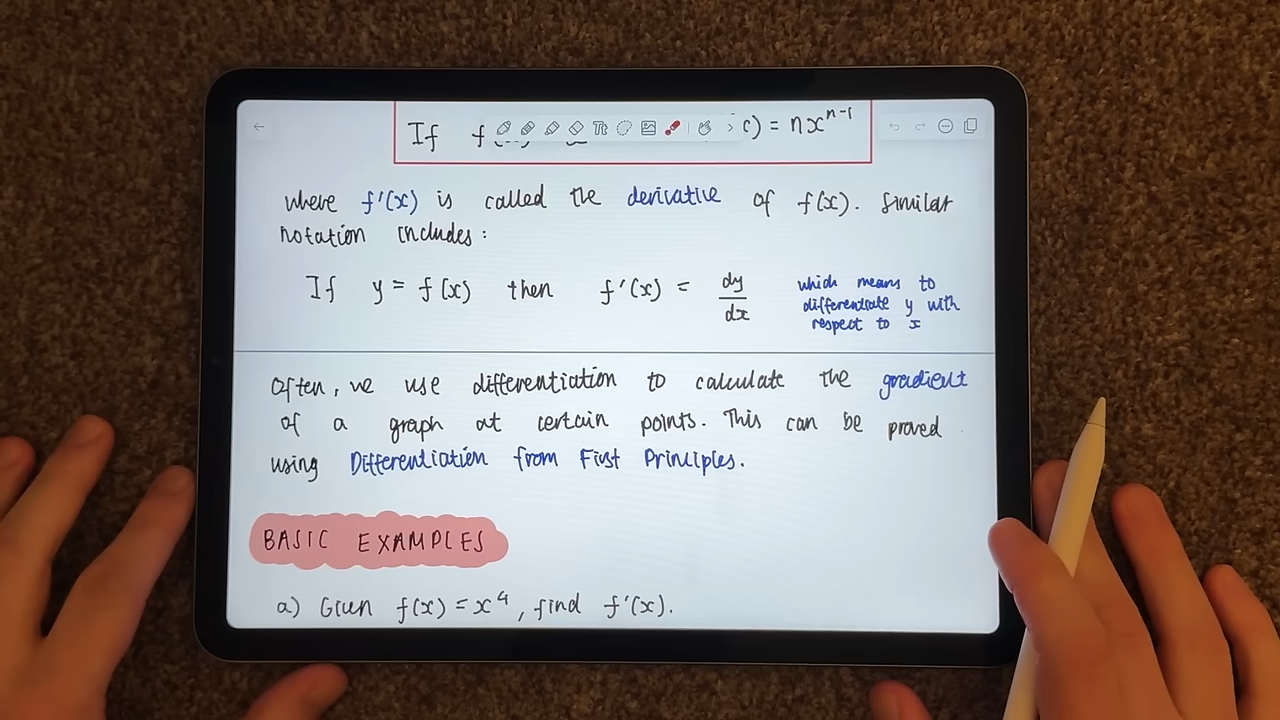 If f c) = nxⁿ⁻¹
where f'(x) is called the derivative of f(x). Similar
notation includes:
If y = f(x) then f'(x) = dy/dx
which means to
differentiate y with
respect to x
Often, we use differentiation to calculate the gradient
of a graph at certain points. This can be proved
using Differentiation from First Principles.
BASIC EXAMPLES
a) Given f(x) = x⁴, find f'(x).